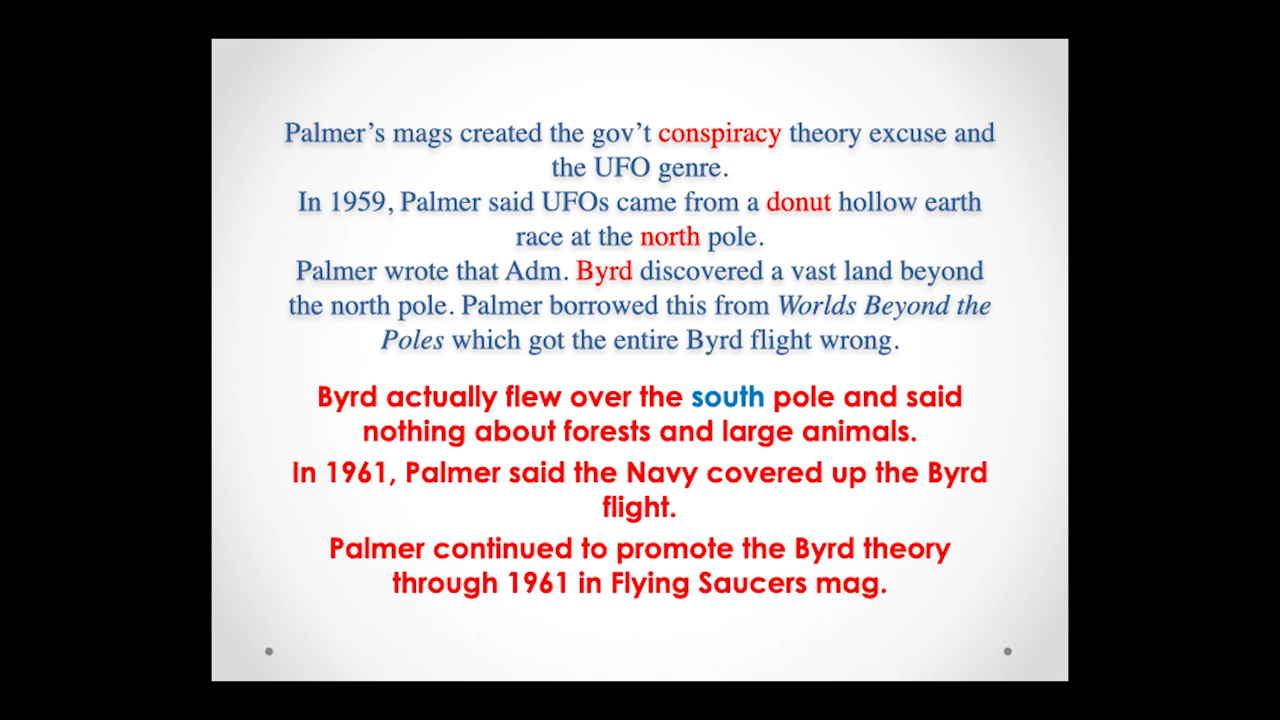 Palmer’s mags created the gov’t conspiracy theory excuse and
the UFO genre.
In 1959, Palmer said UFOs came from a donut hollow earth
race at the north pole.
Palmer wrote that Adm. Byrd discovered a vast land beyond
the north pole. Palmer borrowed this from Worlds Beyond the
Poles which got the entire Byrd flight wrong.
Byrd actually flew over the south pole and said
nothing about forests and large animals.
In 1961, Palmer said the Navy covered up the Byrd
flight.
Palmer continued to promote the Byrd theory
through 1961 in Flying Saucers mag.